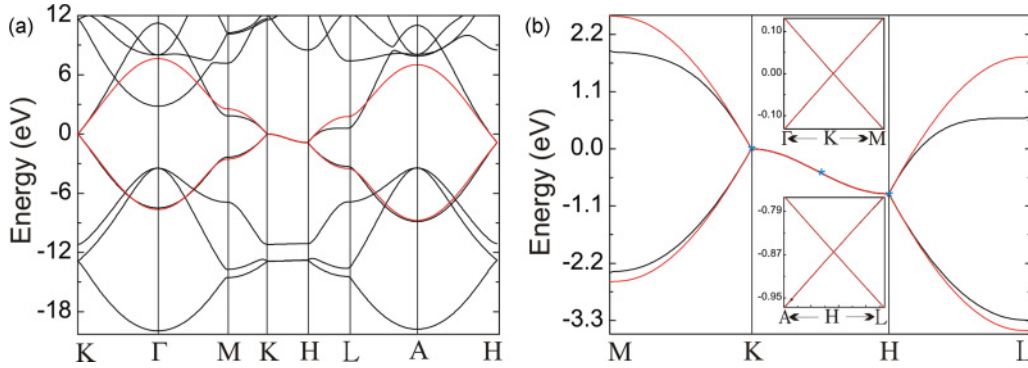 (a)
Energy (eV)
12
6
0
-6
-12
-18
K Γ M K H L A H
(b)
Energy (eV)
2.2
1.1
0.0
-1.1
-2.2
-3.3
M K H L
0.10
0.00
-0.10
Γ K M
-0.79
-0.87
-0.95
A H L